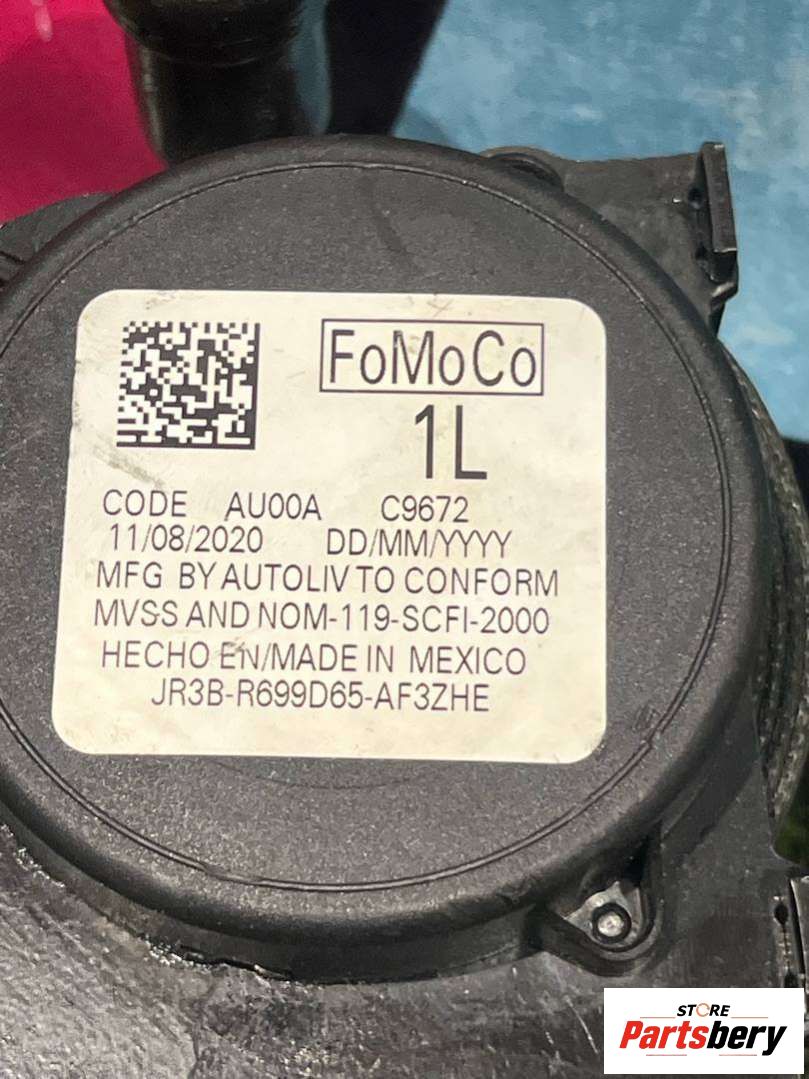 FoMoCo
1L
CODE AU00A C9672
11/08/2020 DD/MM/YYYY
MFG BY AUTOLIV TO CONFORM
MVSS AND NOM-119-SCFI-2000
HECHO EN/MADE IN MEXICO
JR3B-R699D65-AF3ZHE
STORE
Partsbery